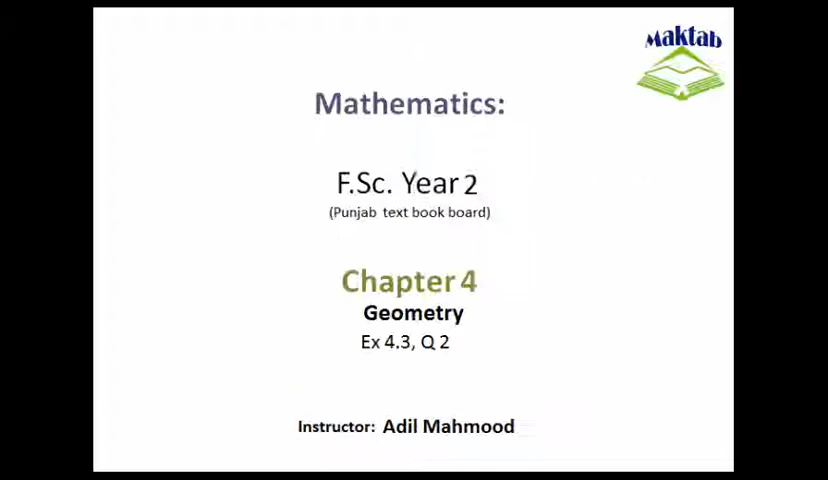 Maktab
Mathematics:
F.Sc. Year 2
(Punjab text book board)
Chapter 4
Geometry
Ex 4.3, Q 2
Instructor: Adil Mahmood